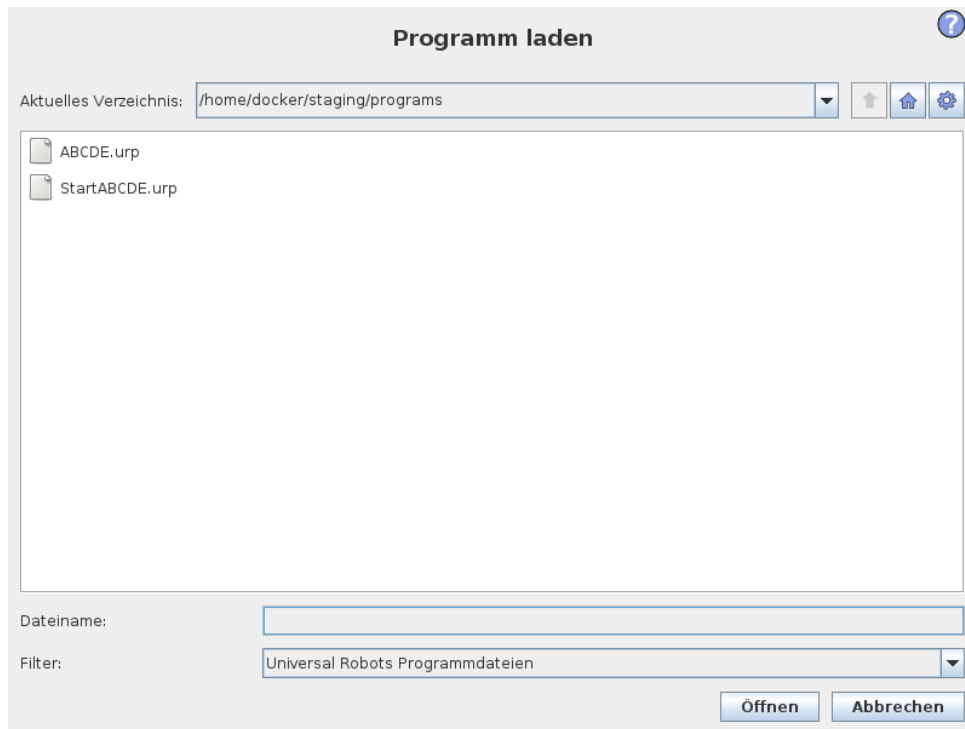 Programm laden
?
Aktuelles Verzeichnis: /home/docker/staging/programs
ABCDE.urp
StartABCDE.urp
Dateiname:
Filter: Universal Robots Programmdateien
Öffnen Abbrechen